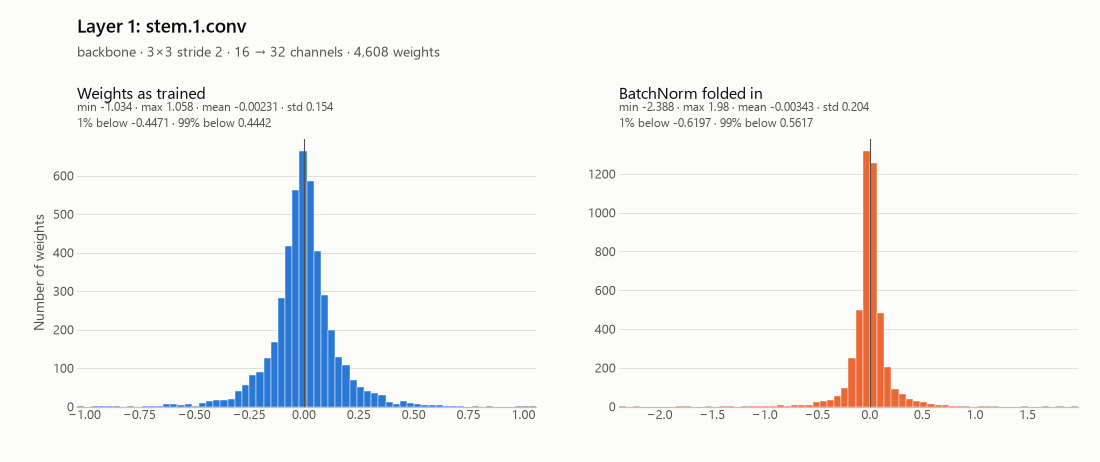 Layer 1: stem.1.conv
backbone · 3×3 stride 2 · 16 → 32 channels · 4,608 weights
Weights as trained
min -1.034 · max 1.058 · mean -0.00231 · std 0.154
1% below -0.4471 · 99% below 0.4442
Number of weights
600
500
400
300
200
100
0
−1.00 −0.75 −0.50 −0.25 0.00 0.25 0.50 0.75 1.00
BatchNorm folded in
min -2.388 · max 1.98 · mean -0.00343 · std 0.204
1% below -0.6197 · 99% below 0.5617
1200
1000
800
600
400
200
0
−2.0 −1.5 −1.0 −0.5 0.0 0.5 1.0 1.5